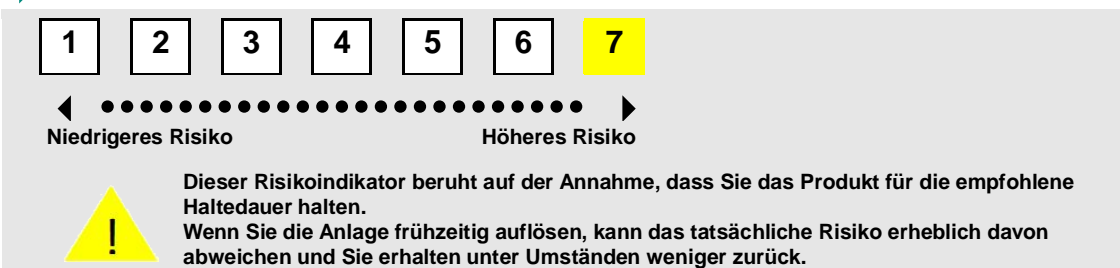 1 2 3 4 5 6 7
Niedrigeres Risiko Höheres Risiko
Dieser Risikoindikator beruht auf der Annahme, dass Sie das Produkt für die empfohlene
Haltedauer halten.
Wenn Sie die Anlage frühzeitig auflösen, kann das tatsächliche Risiko erheblich davon
abweichen und Sie erhalten unter Umständen weniger zurück.
!